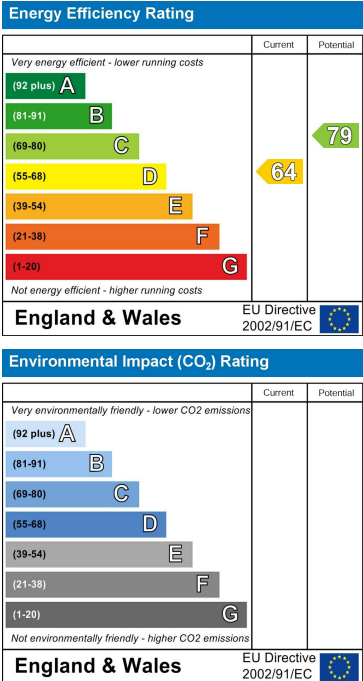 Energy Efficiency Rating
Current Potential
Very energy efficient - lower running costs
(92 plus) A
(81-91) B
(69-80) C
(55-68) D
(39-54) E
(21-38) F
(1-20) G
64
79
Not energy efficient - higher running costs
England & Wales
EU Directive
2002/91/EC
Environmental Impact (CO₂) Rating
Current Potential
Very environmentally friendly - lower CO2 emissions
(92 plus) A
(81-91) B
(69-80) C
(55-68) D
(39-54) E
(21-38) F
(1-20) G
Not environmentally friendly - higher CO2 emissions
England & Wales
EU Directive
2002/91/EC